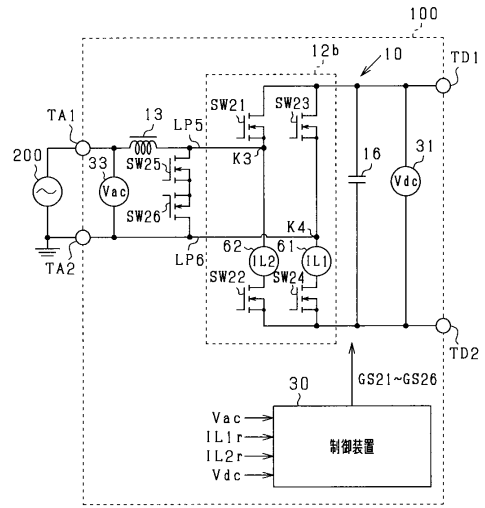 100
12b
10
TD1
SW21
SW23
TA1
13
LP5
K3
31
200
33
SW25
Vac
16
Vdc
SW26
K4
62
61
TA2
LP6
IL2
IL1
SW22
SW24
TD2
GS21~GS26
30
Vac
IL1r
IL2r
Vdc
制御装置